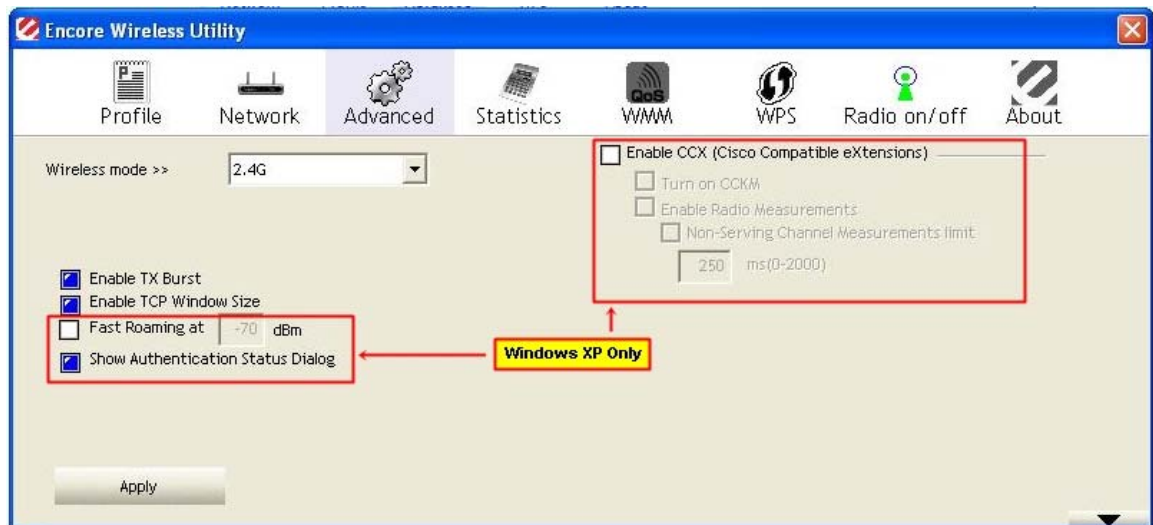 Encore Wireless Utility
Profile
Network
Advanced
Statistics
QoS
WMM
WPS
Radio on/off
About
Wireless mode >>
2.4G
Enable CCX (Cisco Compatible eXtensions)
Turn on CCKM
Enable Radio Measurements
Non-Serving Channel Measurements limit
250 ms(0-2000)
Enable TX Burst
Enable TCP Window Size
Fast Roaming at -70 dBm
Show Authentication Status Dialog
Windows XP Only
Apply